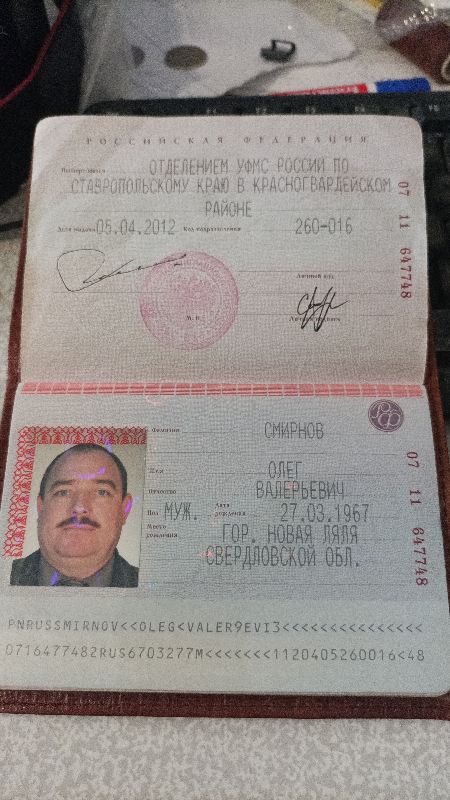 РОССИЙСКАЯ ФЕДЕРАЦИЯ
Паспорт выдан ОТДЕЛЕНИЕМ УФМС РОССИИ ПО
СТАВРОПОЛЬСКОМУ КРАЮ В КРАСНОГВАРДЕЙСКОМ
РАЙОНЕ
Дата выдачи 05.04.2012 Код подразделения 260-016
07 11 647748
Личный код
М. П. Личная подпись
Фамилия СМИРНОВ
Имя ОЛЕГ
Отчество ВАЛЕРЬЕВИЧ
Пол МУЖ. Дата рождения 27.03.1967
Место рождения ГОР. НОВАЯ ЛЯЛЯ
СВЕРДЛОВСКОЙ ОБЛ.
07 11 647748
PNRUSSMIRNOV<<OLEG<VALER9EVI3<<<<<<<<<<<<<<<
0716477482RUS6703277M<<<<<<<1120405260016<48